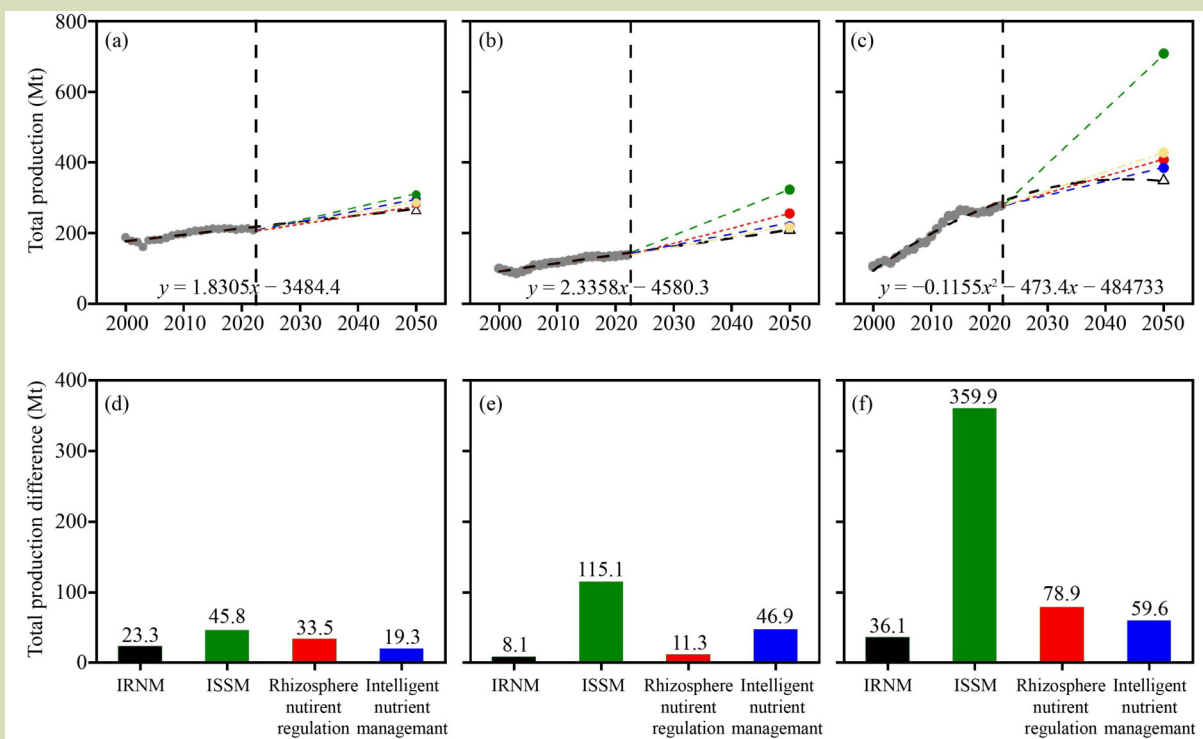 Total production (Mt)
800
600
400
200
0
(a)
y = 1.8305x − 3484.4
2000 2010 2020 2030 2040 2050
(b)
y = 2.3358x − 4580.3
2000 2010 2020 2030 2040 2050
(c)
y = −0.1155x² − 473.4x − 484733
2000 2010 2020 2030 2040 2050
Total production difference (Mt)
400
300
200
100
0
(d)
23.3 45.8 33.5 19.3
IRNM ISSM Rhizosphere Intelligent
nutirent nutrient
regulation managemant
(e)
8.1 115.1 11.3 46.9
IRNM ISSM Rhizosphere Intelligent
nutirent nutrient
regulation managemant
(f)
36.1 359.9 78.9 59.6
IRNM ISSM Rhizosphere Intelligent
nutirent nutrient
regulation managemant